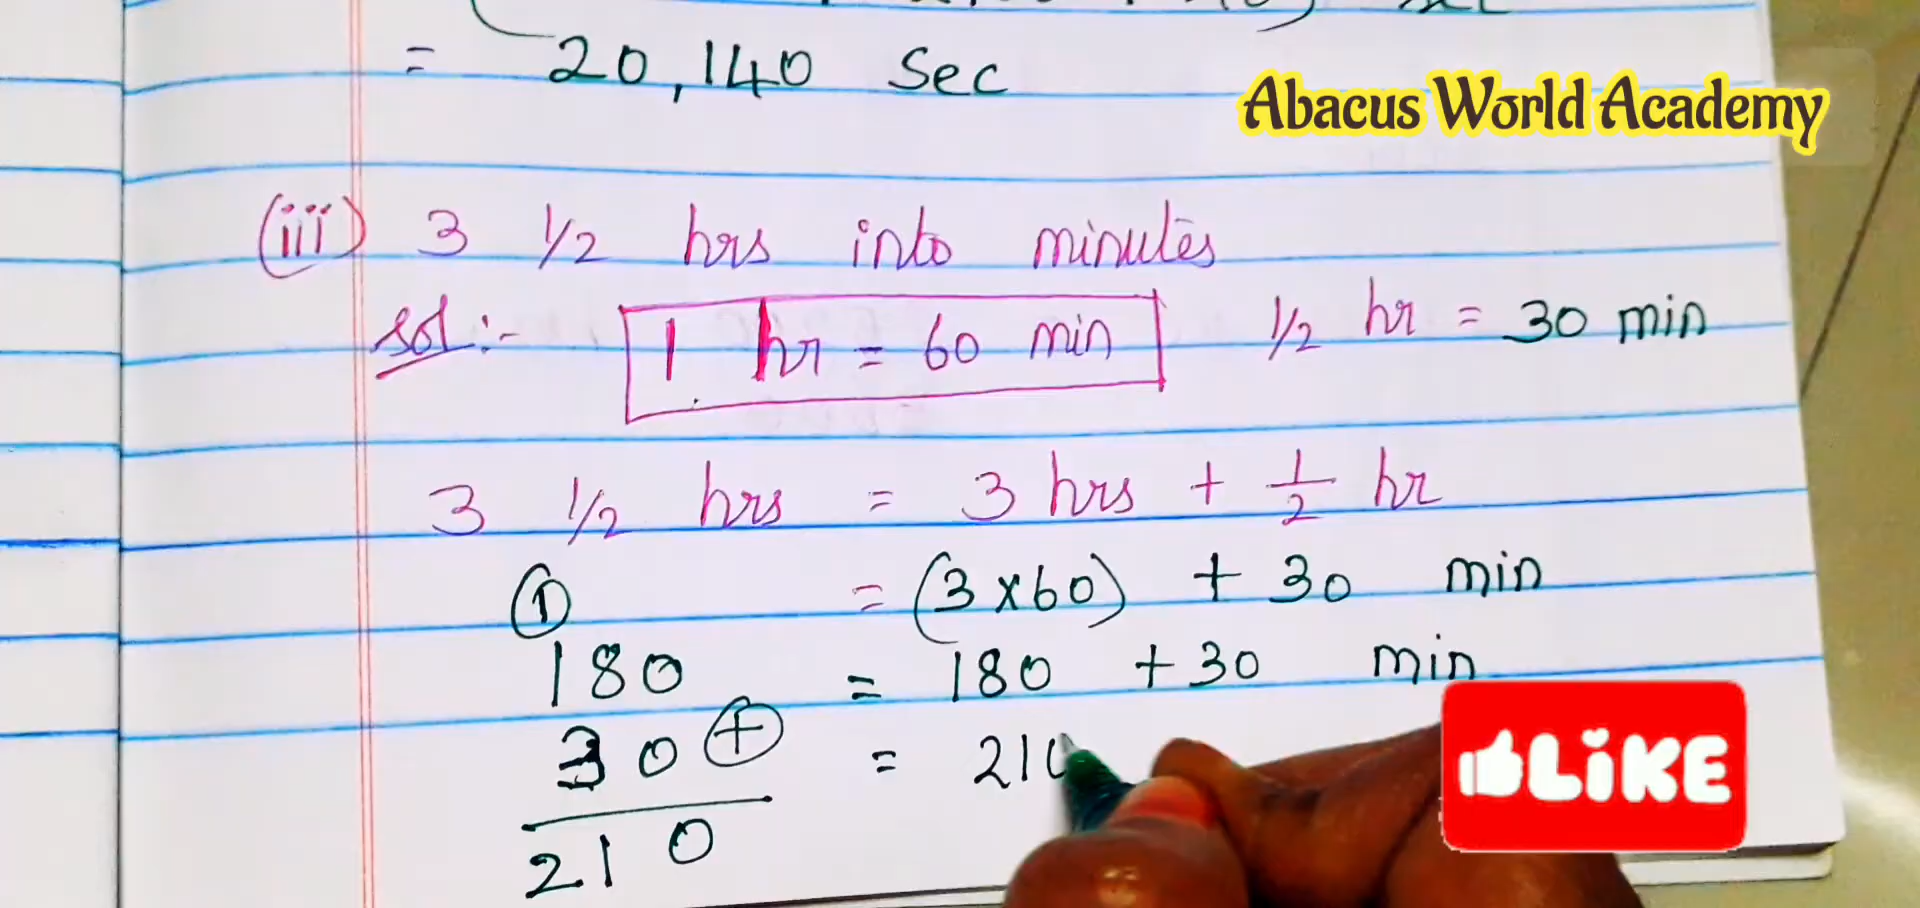 = 20,140 Sec
Abacus World Academy
(iii) 3 1/2 hrs into minutes
Sol:- 1 hr = 60 min 1/2 hr = 30 min
3 1/2 hrs = 3 hrs + 1/2 hr
1 = (3x60) + 30 min
180 = 180 + 30 min
30 + = 210
210
LiKE